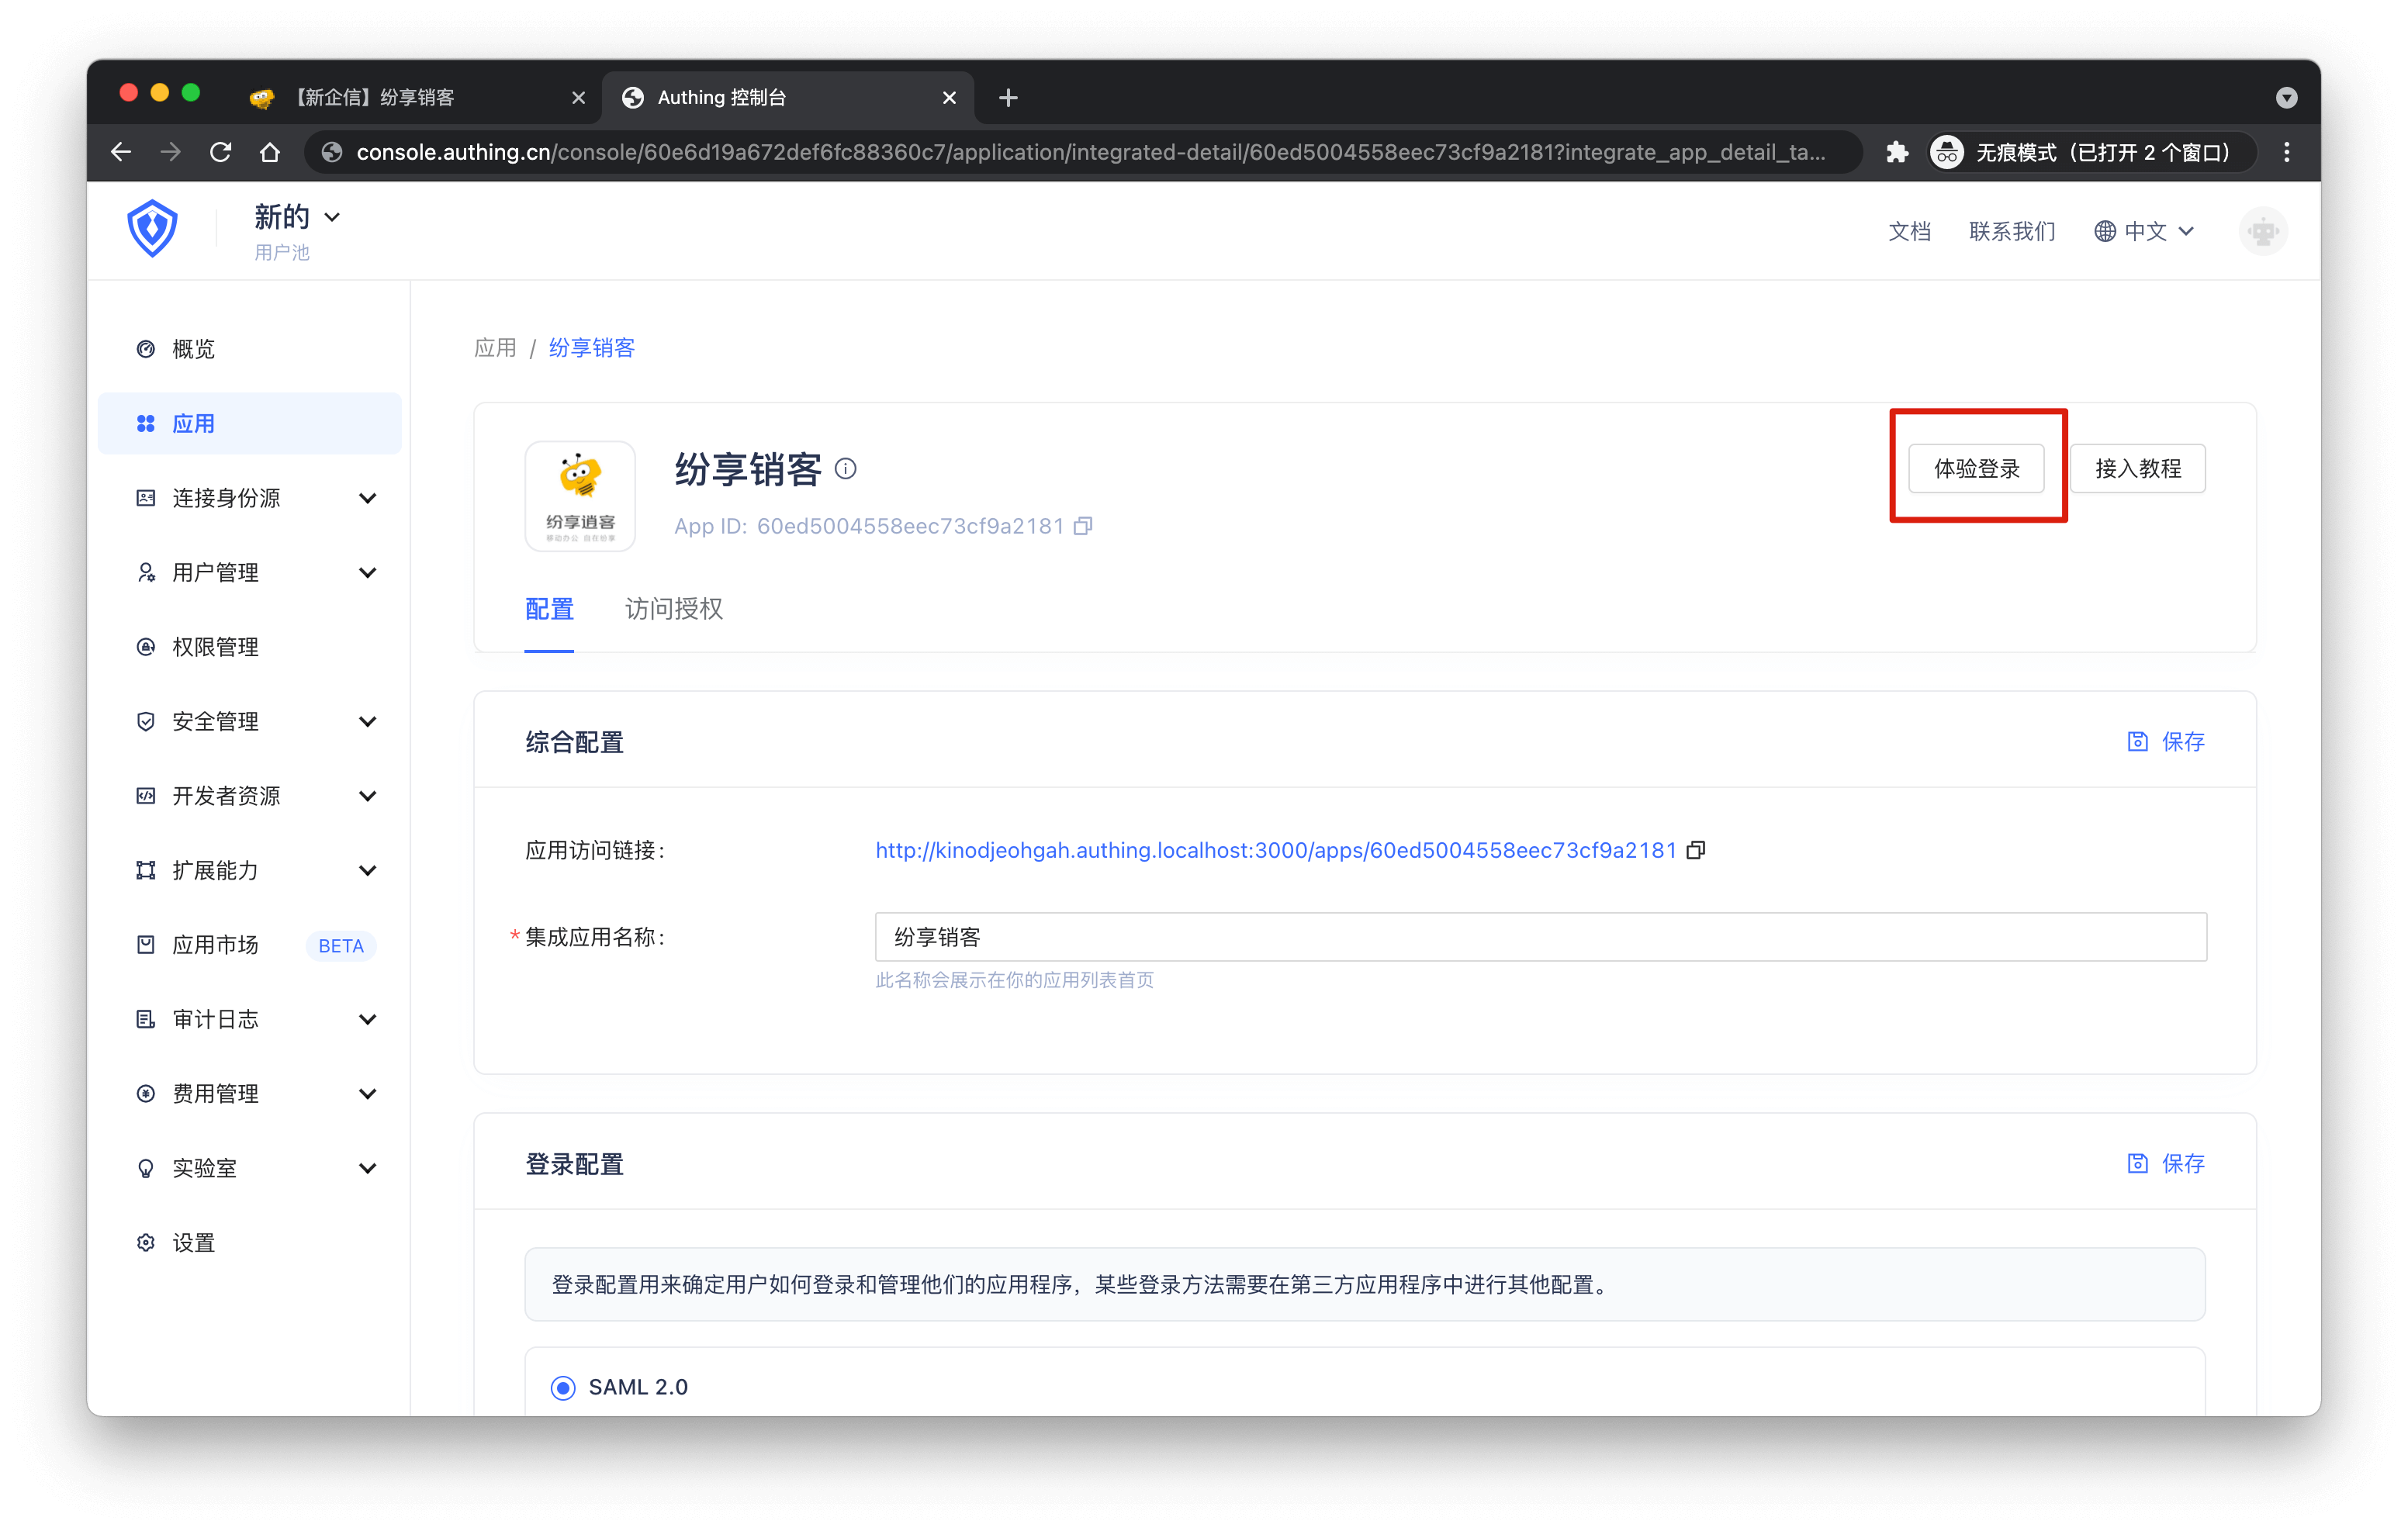 【新企信】纷享销客
Authing 控制台
console.authing.cn/console/60e6d19a672def6fc88360c7/application/integrated-detail/60ed5004558eec73cf9a2181?integrate_app_detail_ta...
无痕模式（已打开 2 个窗口）
新的
用户池
文档
联系我们
中文
概览
应用
连接身份源
用户管理
权限管理
安全管理
开发者资源
扩展能力
应用市场
BETA
审计日志
费用管理
实验室
设置
应用 / 纷享销客
纷享逍客
移动办公 自在纷享
纷享销客
App ID: 60ed5004558eec73cf9a2181
体验登录
接入教程
配置
访问授权
综合配置
保存
应用访问链接：
http://kinodjeohgah.authing.localhost:3000/apps/60ed5004558eec73cf9a2181
* 集成应用名称：
纷享销客
此名称会展示在你的应用列表首页
登录配置
保存
登录配置用来确定用户如何登录和管理他们的应用程序，某些登录方法需要在第三方应用程序中进行其他配置。
SAML 2.0